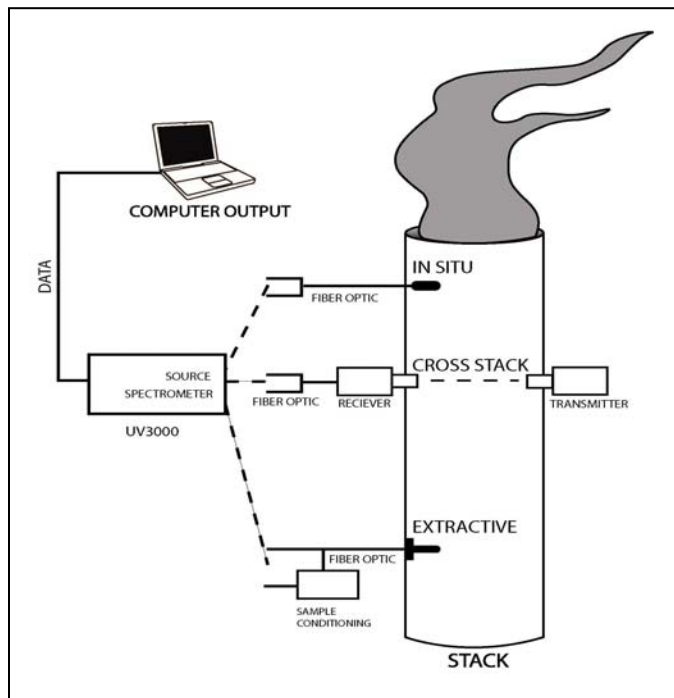 COMPUTER OUTPUT
DATA
IN SITU
FIBER OPTIC
SOURCE
SPECTROMETER
UV3000
CROSS STACK
FIBER OPTIC
RECIEVER
TRANSMITTER
EXTRACTIVE
FIBER OPTIC
SAMPLE
CONDITIONING
STACK